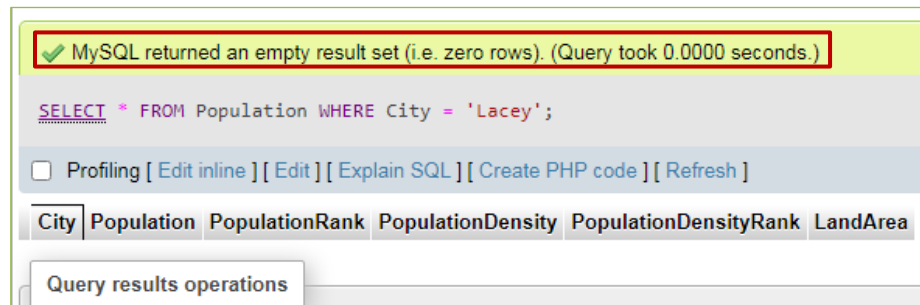 MySQL returned an empty result set (i.e. zero rows). (Query took 0.0000 seconds.)
SELECT * FROM Population WHERE City = 'Lacey';
Profiling [ Edit inline ] [ Edit ] [ Explain SQL ] [ Create PHP code ] [ Refresh ]
City Population PopulationRank PopulationDensity PopulationDensityRank LandArea
Query results operations